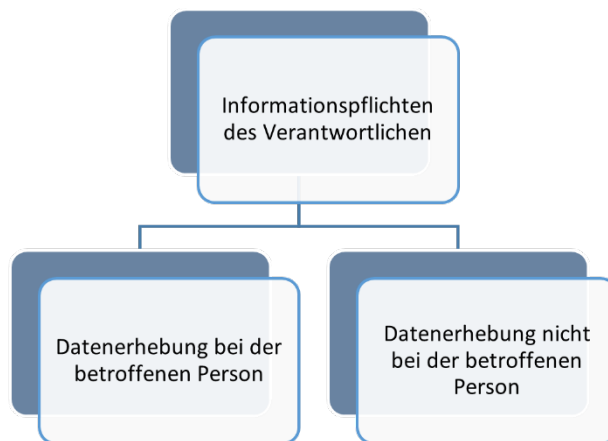 Informationspflichten
des Verantwortlichen
Datenerhebung bei der
betroffenen Person
Datenerhebung nicht
bei der betroffenen
Person